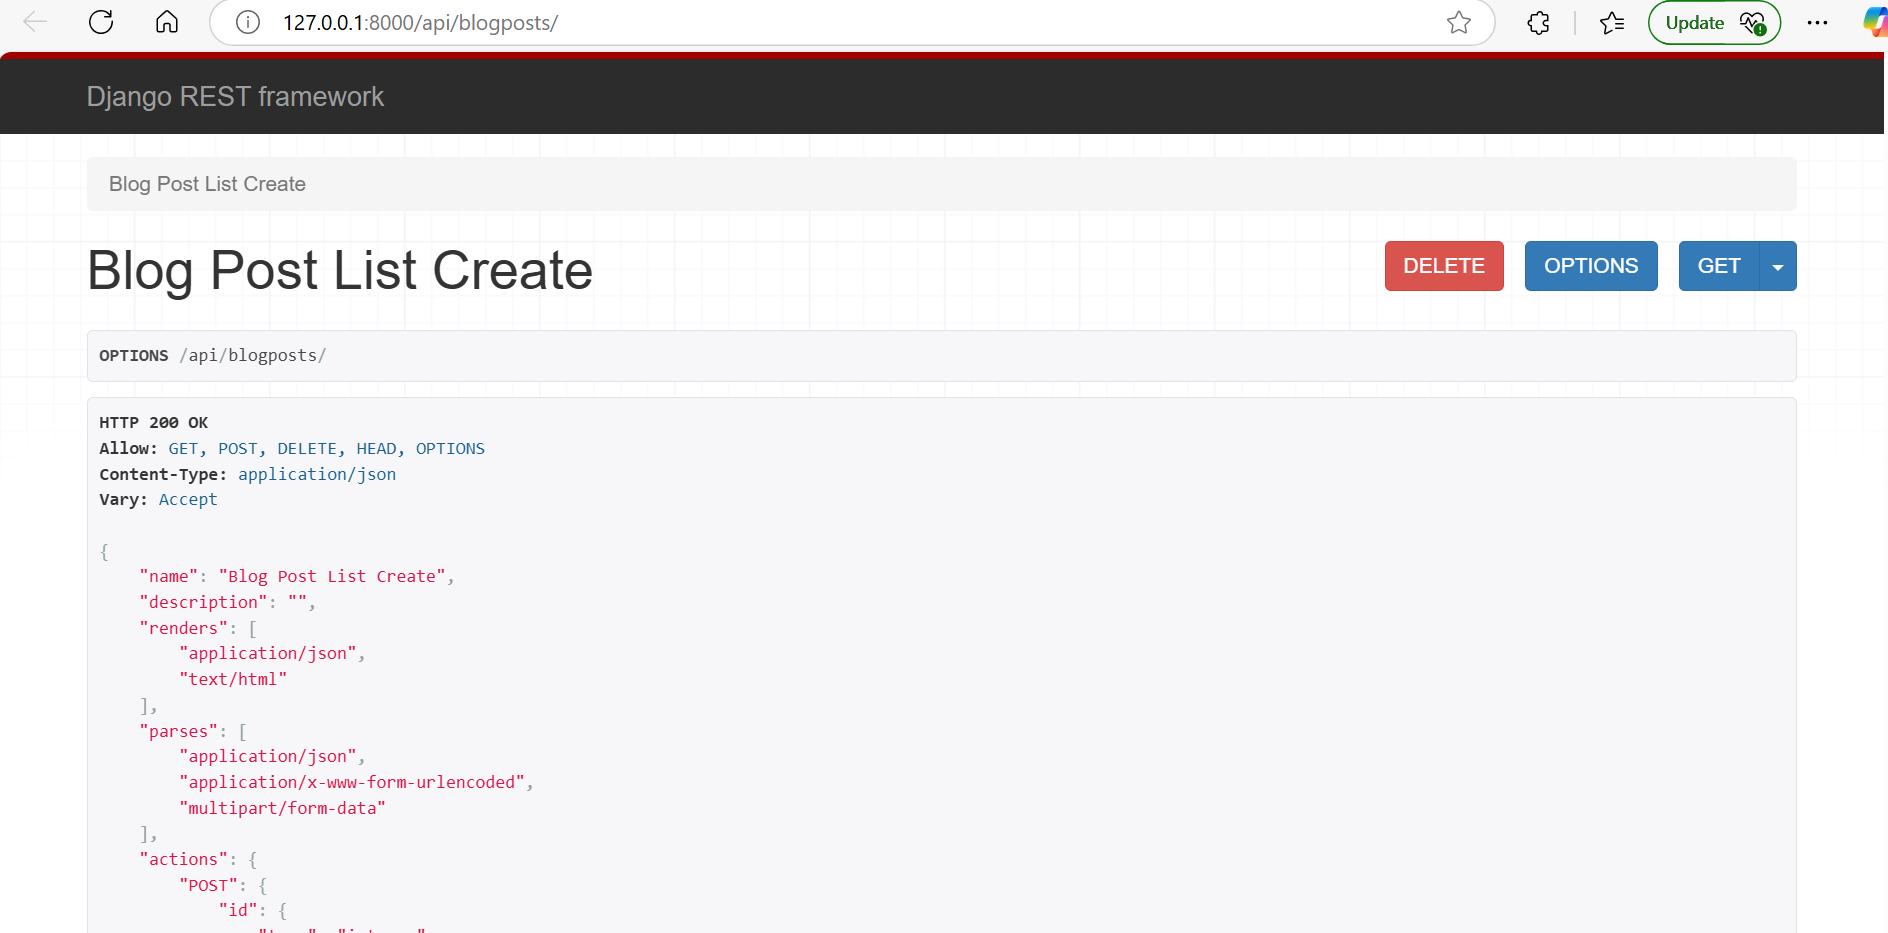 127.0.0.1:8000/api/blogposts/
Update
Django REST framework
Blog Post List Create
Blog Post List Create
DELETE
OPTIONS
GET
OPTIONS /api/blogposts/
HTTP 200 OK
Allow: GET, POST, DELETE, HEAD, OPTIONS
Content-Type: application/json
Vary: Accept
{
"name": "Blog Post List Create",
"description": "",
"renders": [
"application/json",
"text/html"
],
"parses": [
"application/json",
"application/x-www-form-urlencoded",
"multipart/form-data"
],
"actions": {
"POST": {
"id": {